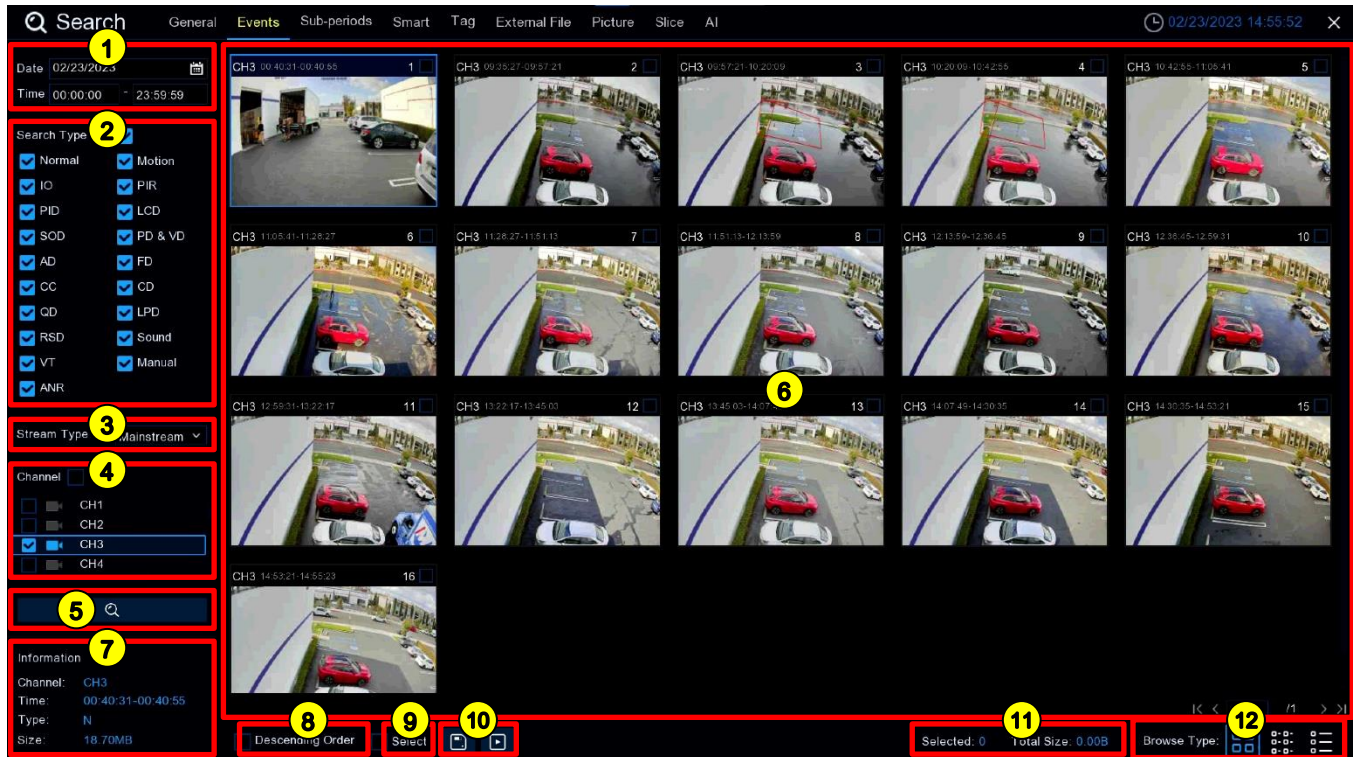 Search General Events Sub-periods Smart Tag External File Picture Slice AI 02/23/2023 14:55:52
1
Date 02/23/2023
Time 00:00:00 - 23:59:59
2
Search Type
Normal Motion
IO PIR
PID LCD
SOD PD & VD
AD FD
CC CD
QD LPD
RSD Sound
VT Manual
ANR
3
Stream Type Mainstream
4
Channel
CH1
CH2
CH3
CH4
5
7
Information
Channel: CH3
Time: 00:40:31-00:40:55
Type: N
Size: 18.70MB
CH3 00:40:31-00:40:55 1
CH3 09:35:27-09:57:21 2
CH3 09:57:21-10:20:09 3
CH3 10:20:09-10:42:55 4
CH3 10:42:55-11:05:41 5
CH3 11:05:41-11:28:27 6
CH3 11:28:27-11:51:13 7
CH3 11:51:13-12:13:59 8
CH3 12:13:59-12:36:45 9
CH3 12:36:45-12:59:31 10
6
CH3 12:59:31-13:22:17 11
CH3 13:22:17-13:45:03 12
CH3 13:45:03-14:07 13
CH3 14:07:49-14:30:35 14
CH3 14:30:35-14:53:21 15
CH3 14:53:21-14:55:23 16
/1
8 9 10 11 12
Descending Order Select Selected: 0 Total Size: 0.00B Browse Type: